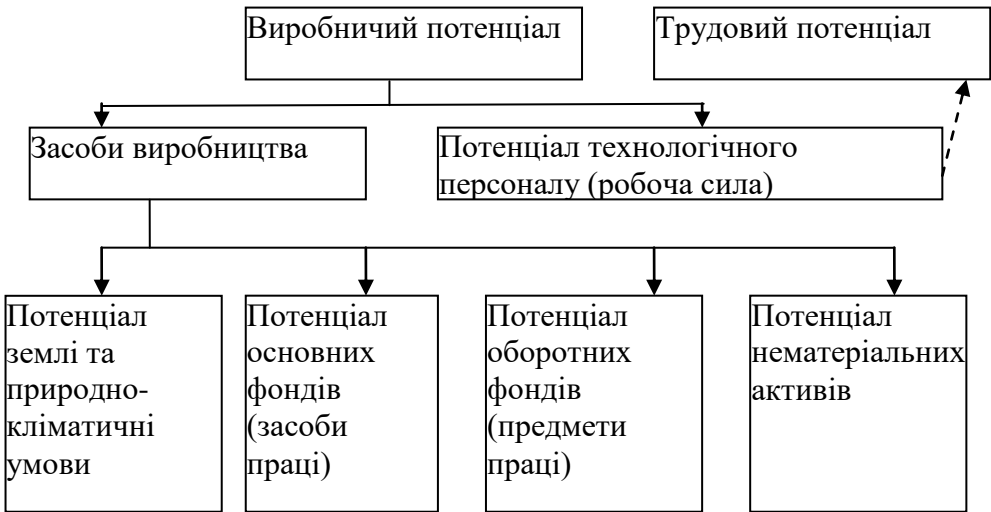 Виробничий потенціал
Трудовий потенціал
Засоби виробництва
Потенціал технологічного
персоналу (робоча сила)
Потенціал
землі та
природно-
кліматичні
умови
Потенціал
основних
фондів
(засоби
праці)
Потенціал
оборотних
фондів
(предмети
праці)
Потенціал
нематеріальних
активів